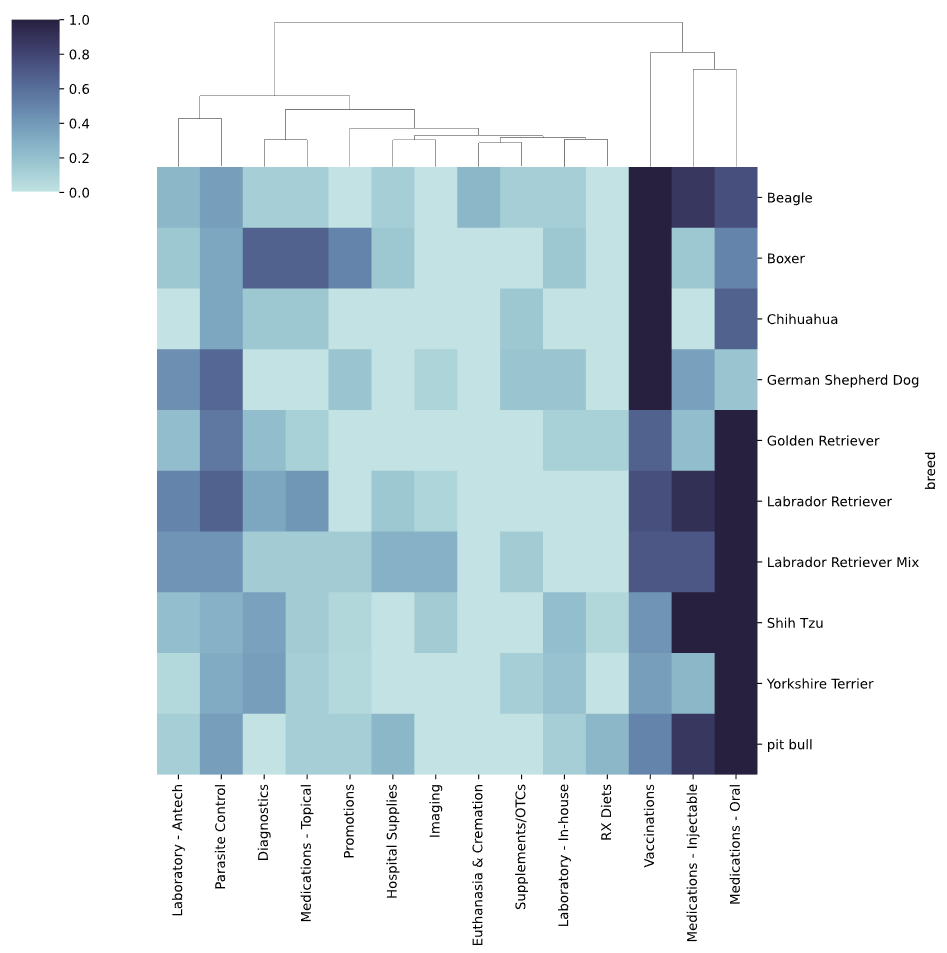 1.0
0.8
0.6
0.4
0.2
0.0
Beagle
Boxer
Chihuahua
German Shepherd Dog
Golden Retriever
Labrador Retriever
Labrador Retriever Mix
Shih Tzu
Yorkshire Terrier
pit bull
breed
Laboratory - Antech
Parasite Control
Diagnostics
Medications - Topical
Promotions
Hospital Supplies
Imaging
Euthanasia & Cremation
Supplements/OTCs
Laboratory - In-house
RX Diets
Vaccinations
Medications - Injectable
Medications - Oral